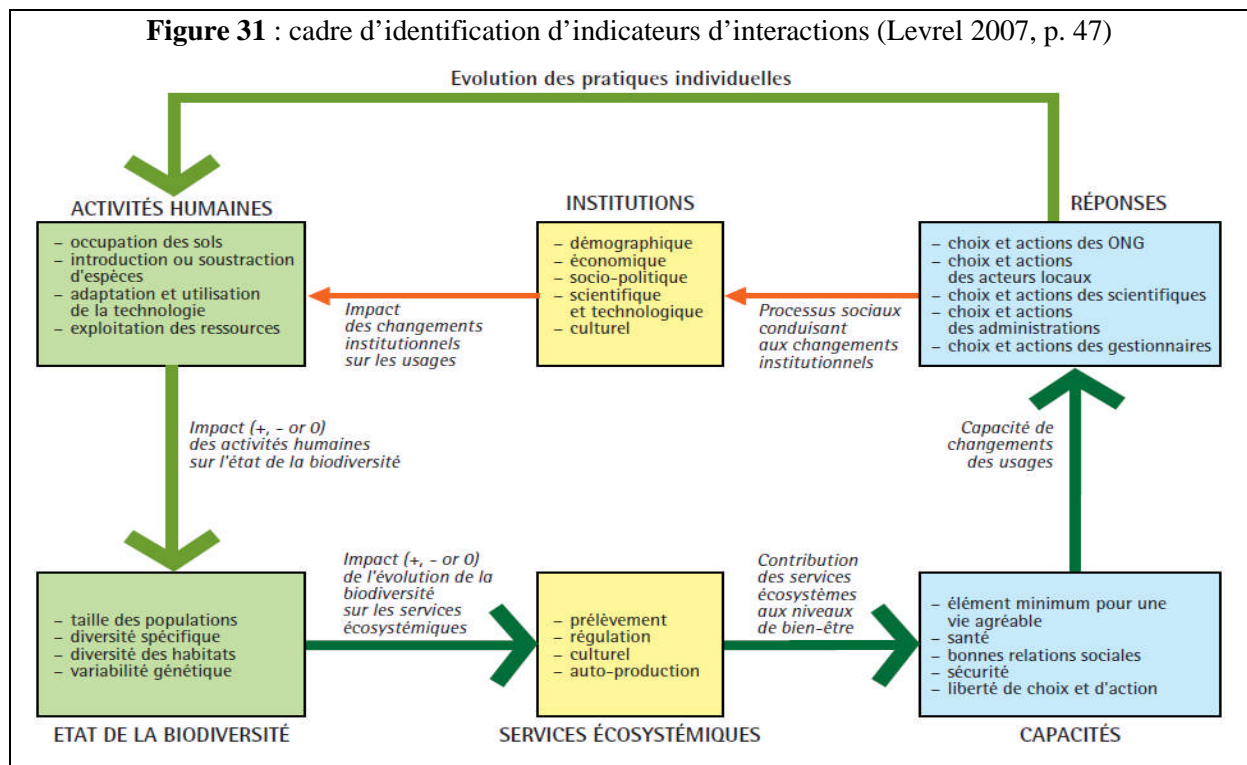 Figure 31 : cadre d'identification d'indicateurs d'interactions (Levrel 2007, p. 47)
Evolution des pratiques individuelles
ACTIVITÉS HUMAINES
– occupation des sols
– introduction ou soustraction
d'espèces
– adaptation et utilisation
de la technologie
– exploitation des ressources
Impact
des changements
institutionnels
sur les usages
INSTITUTIONS
– démographique
– économique
– socio-politique
– scientifique
et technologique
– culturel
Processus sociaux
conduisant
aux changements
institutionnels
RÉPONSES
– choix et actions des ONG
– choix et actions
des acteurs locaux
– choix et actions des scientifiques
– choix et actions
des administrations
– choix et actions des gestionnaires
Impact (+, - or 0)
des activités humaines
sur l'état de la biodiversité
Capacité de
changements
des usages
– taille des populations
– diversité spécifique
– diversité des habitats
– variabilité génétique
ETAT DE LA BIODIVERSITÉ
Impact (+, - or 0)
de l'évolution de la
biodiversité
sur les services
écosystémiques
– prélèvement
– régulation
– culturel
– auto-production
SERVICES ÉCOSYSTÉMIQUES
Contribution
des services
écosystèmes
aux niveaux
de bien-être
– élément minimum pour une
vie agréable
– santé
– bonnes relations sociales
– sécurité
– liberté de choix et d'action
CAPACITÉS